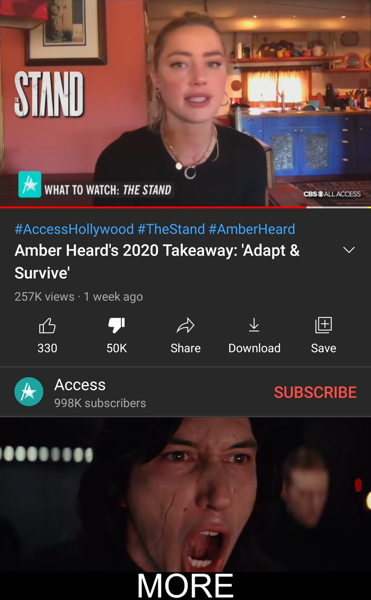 STAND
WHAT TO WATCH: THE STAND
CBS ALL ACCESS
#AccessHollywood #TheStand #AmberHeard
Amber Heard's 2020 Takeaway: 'Adapt &
Survive'
257K views · 1 week ago
330
50K
Share
Download
Save
Access
998K subscribers
SUBSCRIBE
MORE